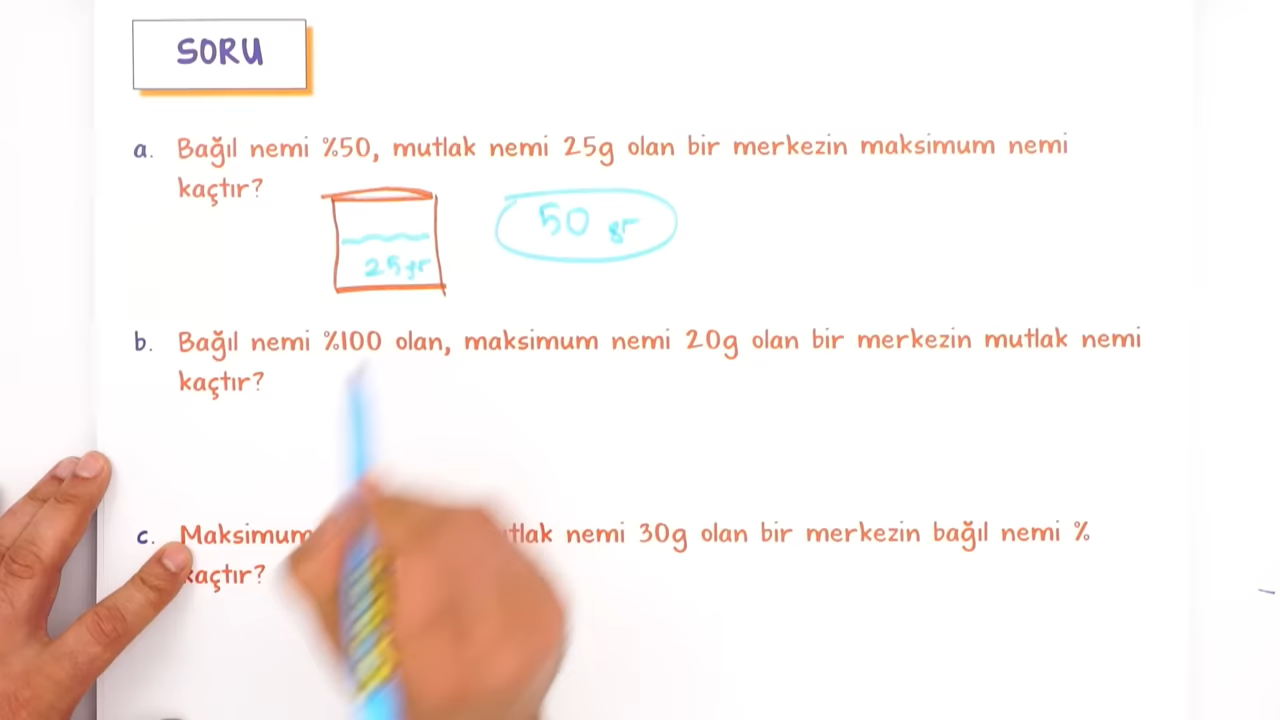 SORU
a. Bağıl nemi %50, mutlak nemi 25g olan bir merkezin maksimum nemi
kaçtır?
25gr
50 gr
b. Bağıl nemi %100 olan, maksimum nemi 20g olan bir merkezin mutlak nemi
kaçtır?
c. Maksimum nemi 30g olan bir merkezin bağıl nemi %
kaçtır?